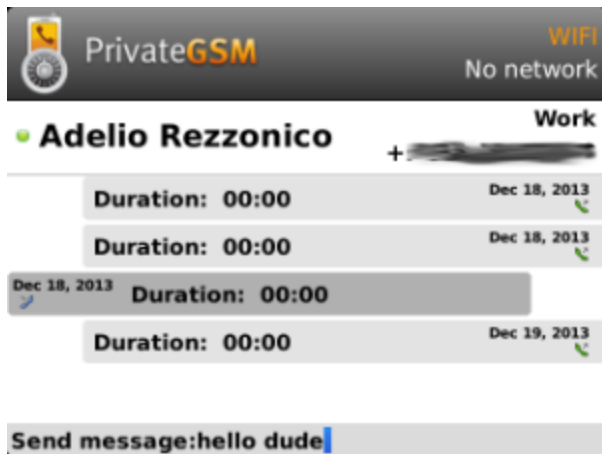 PrivateGSM
WIFI
No network
Adelio Rezzonico
Work
+
Duration: 00:00
Dec 18, 2013
Duration: 00:00
Dec 18, 2013
Dec 18, 2013
Duration: 00:00
Duration: 00:00
Dec 19, 2013
Send message:hello dude